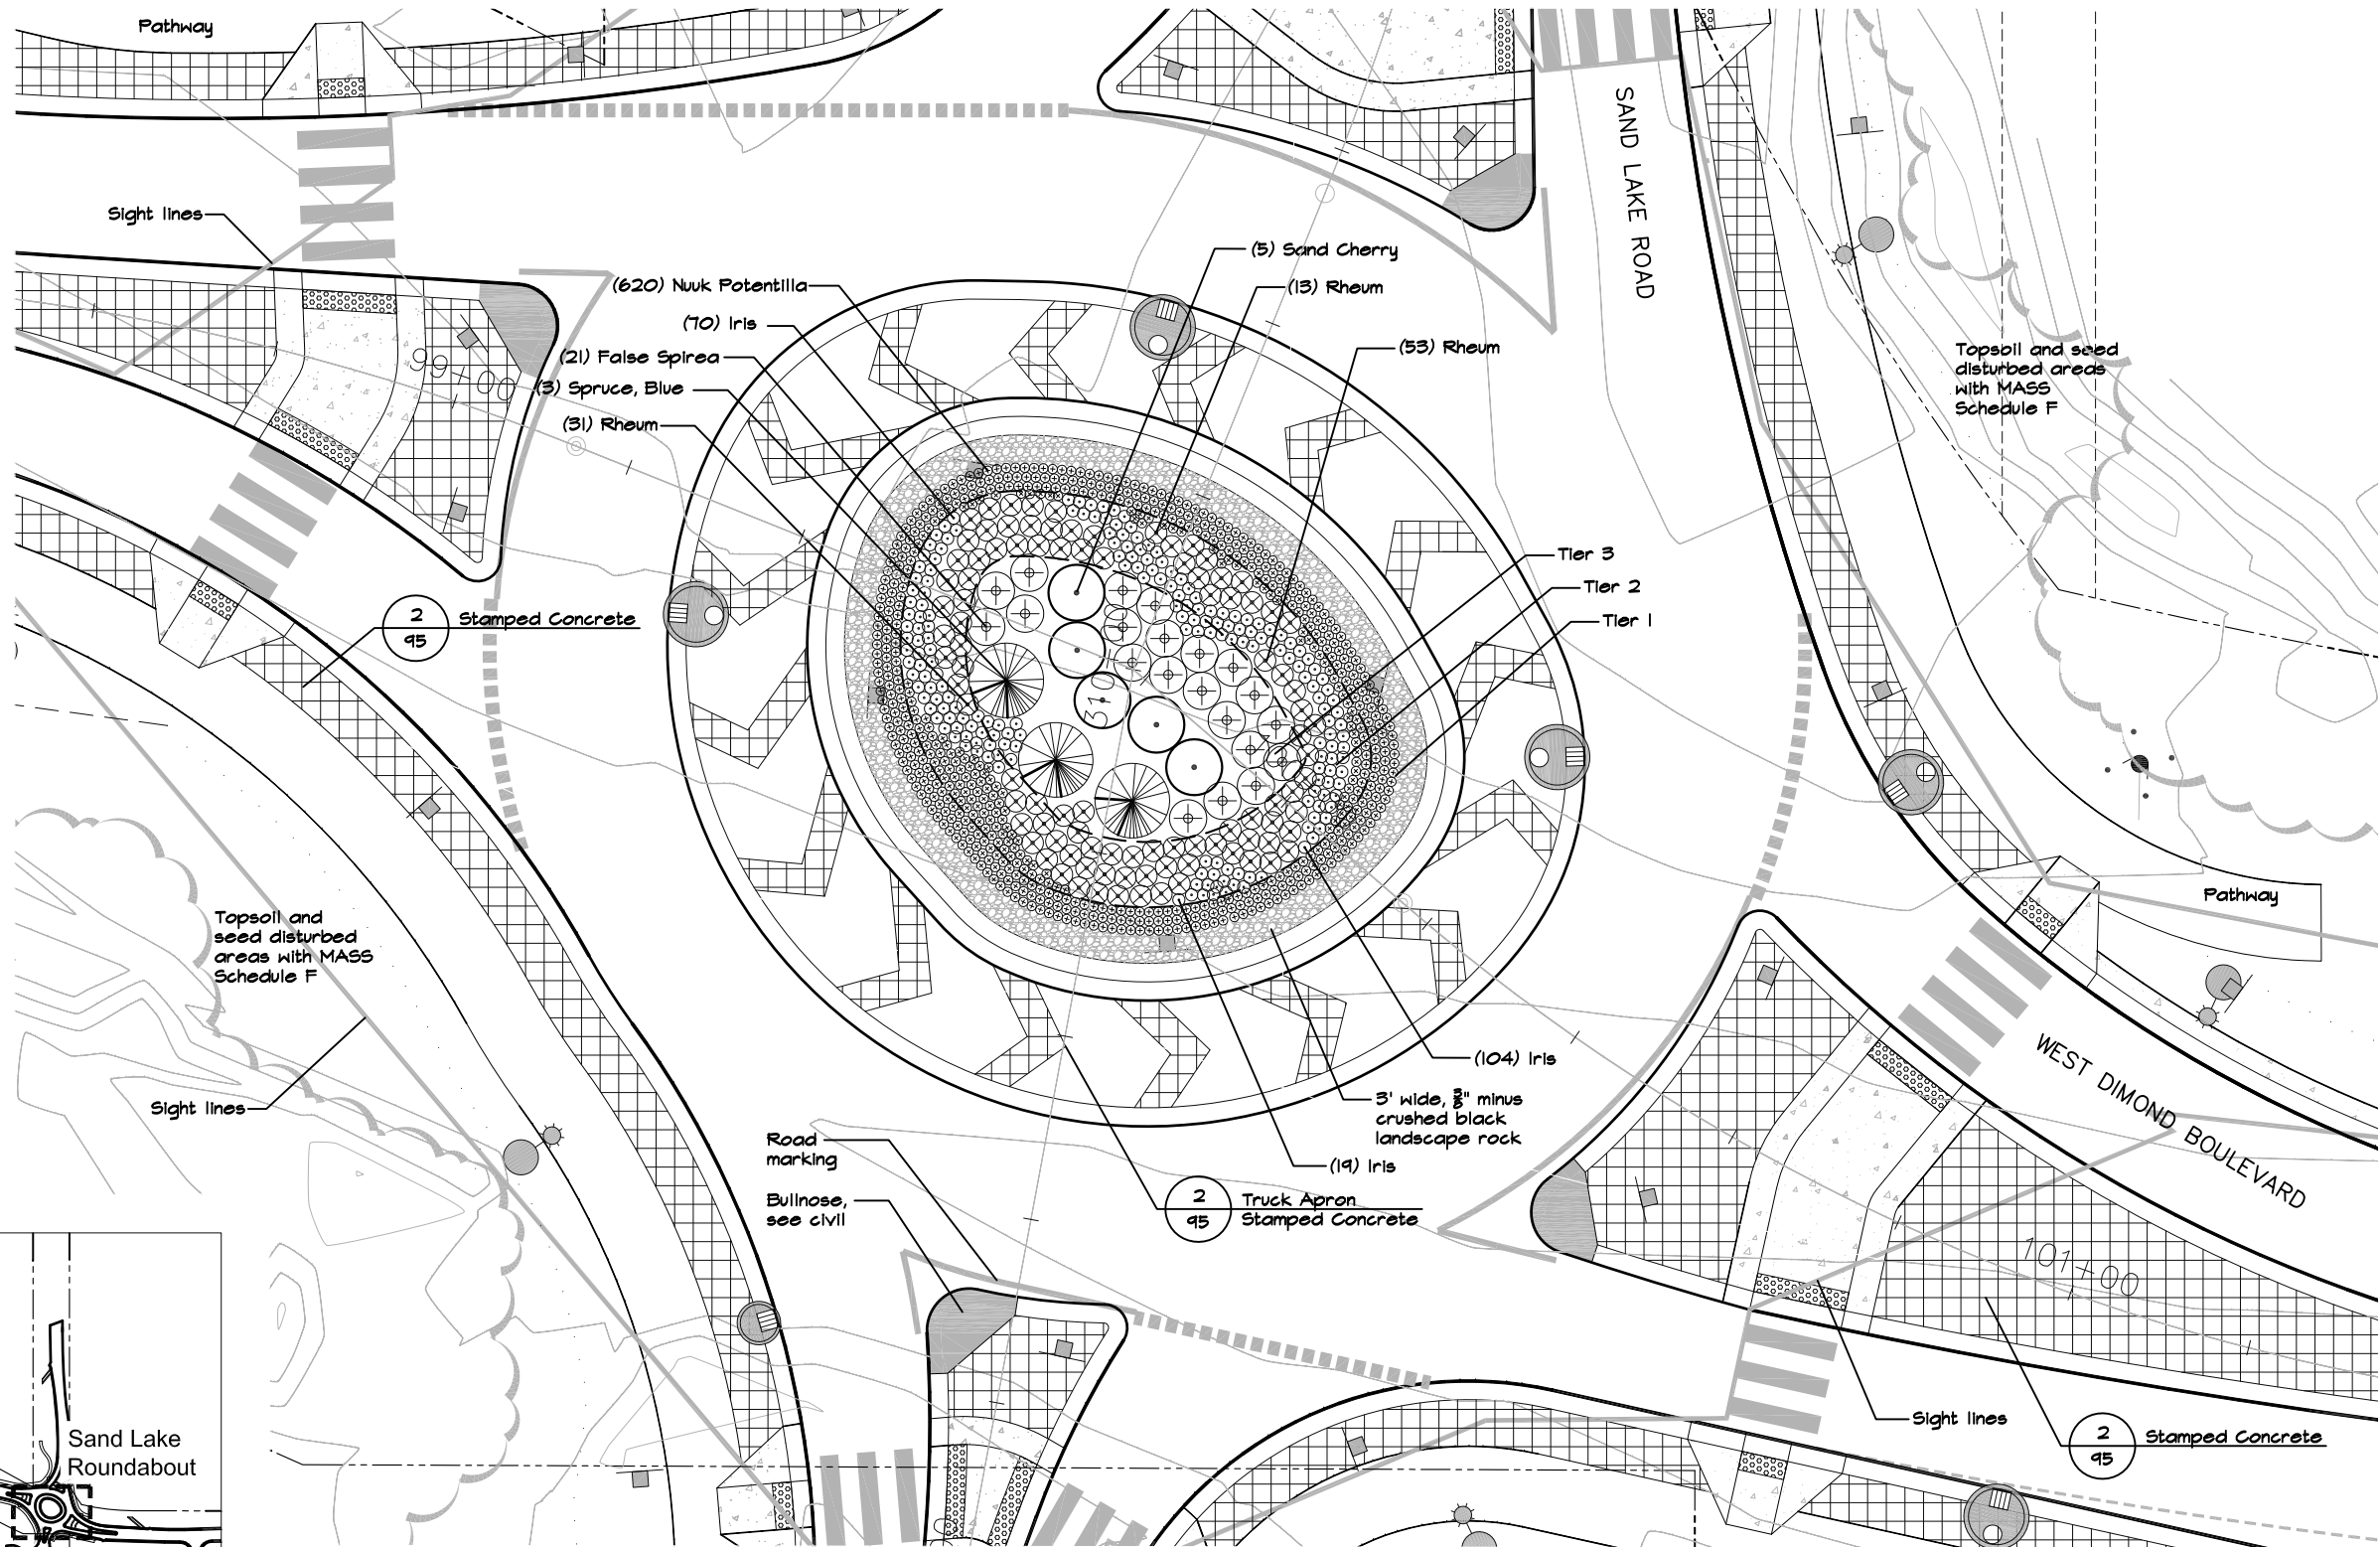 Pathway
SAND LAKE ROAD
Sight lines
(5) Sand Cherry
(620) Nuuk Potentilla
(13) Rheum
(70) Iris
(53) Rheum
(21) False Spirea
(3) Spruce, Blue
(31) Rheum
99+00
Topsoil and seed
disturbed areas
with MASS
Schedule F
Tier 3
Tier 2
Tier 1
2
95
Stamped Concrete
310
Pathway
Topsoil and
seed disturbed
areas with MASS
Schedule F
WEST DIMOND BOULEVARD
(104) Iris
3' wide, ⅜" minus
crushed black
landscape rock
(19) Iris
Sight lines
Road
marking
Bullnose,
see civil
2
95
Truck Apron
Stamped Concrete
101+00
Sight lines
2
95
Stamped Concrete
Sand Lake
Roundabout